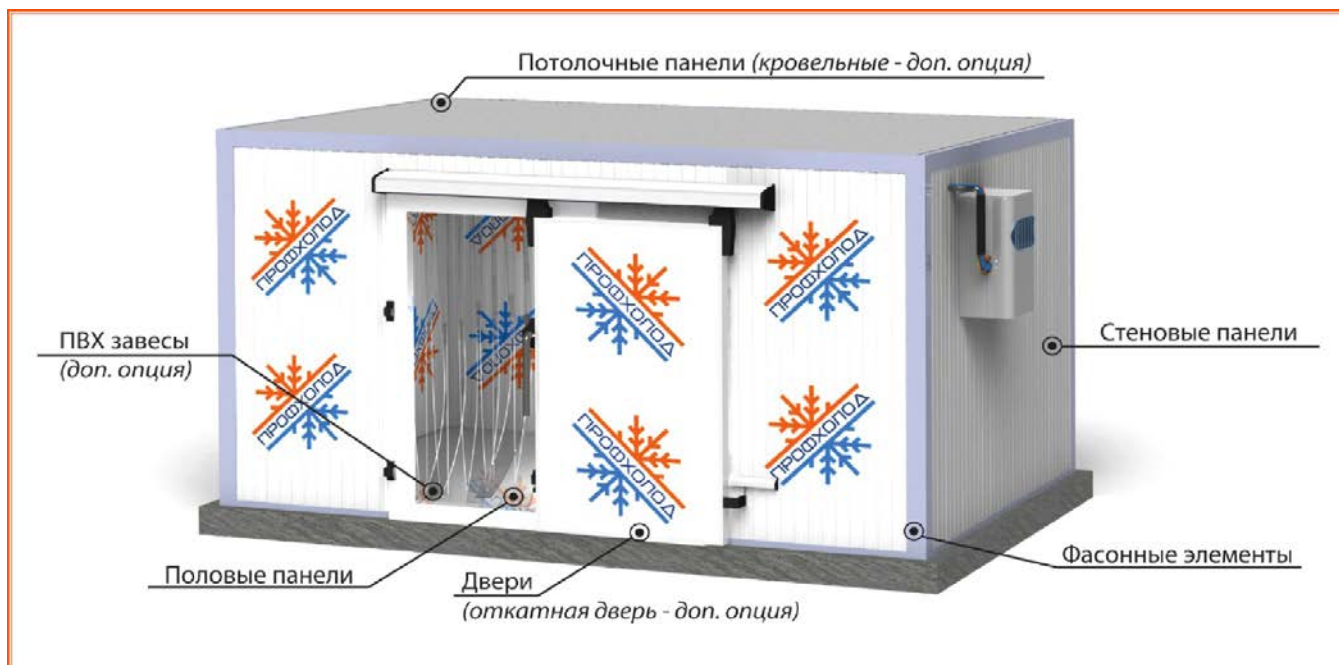 Потолочные панели (кровельные - доп. опция)
ПРОФХОЛОД
ПРОФХОЛОД
ПРОФХОЛОД
ПВХ завесы
(доп. опция)
Стеновые панели
ПРОФХОЛОД
ПРОФХОЛОД
ПРОФХОЛОД
Фасонные элементы
Половые панели
Двери
(откатная дверь - доп. опция)